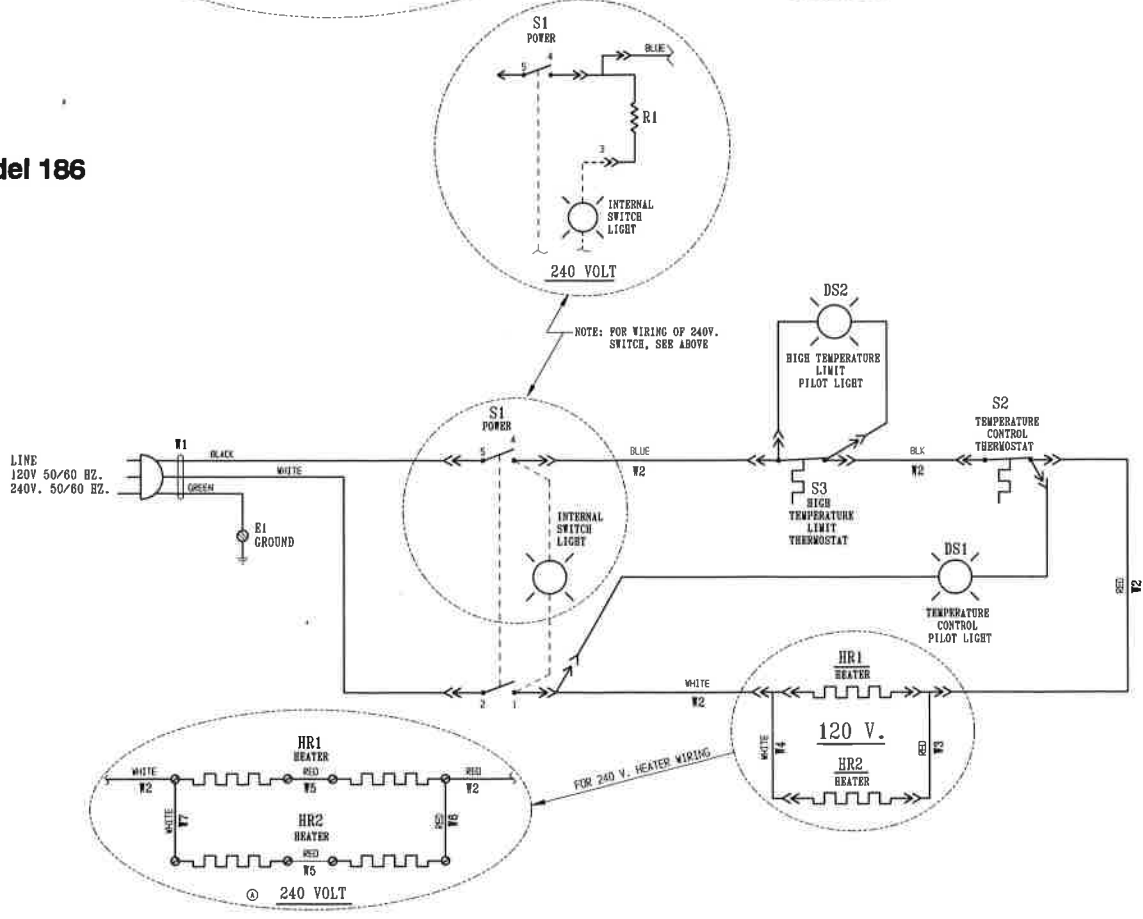 S1
POWER
5 4
BLUE
R1
3
INTERNAL
SWITCH
LIGHT
240 VOLT
del 186
NOTE: FOR WIRING OF 240V.
SWITCH, SEE ABOVE
DS2
HIGH TEMPERATURE
LIMIT
PILOT LIGHT
S1
POWER
5 4
S2
TEMPERATURE
CONTROL
THERMOSTAT
LINE
120V 50/60 HZ.
240V. 50/60 HZ.
W1
BLACK
WHITE
GREEN
E1
GROUND
BLUE
W2
BLK
W2
S3
HIGH
TEMPERATURE
LIMIT
THERMOSTAT
INTERNAL
SWITCH
LIGHT
DS1
TEMPERATURE
CONTROL
PILOT LIGHT
RED
W2
2 1
WHITE
W2
HR1
HEATER
120 V.
WHITE
W4
RED
W3
HR2
HEATER
FOR 240 V. HEATER WIRING
HR1
HEATER
WHITE
W2
RED
W5
RED
W2
WHITE
W7
RED
W6
HR2
HEATER
RED
W5
A 240 VOLT